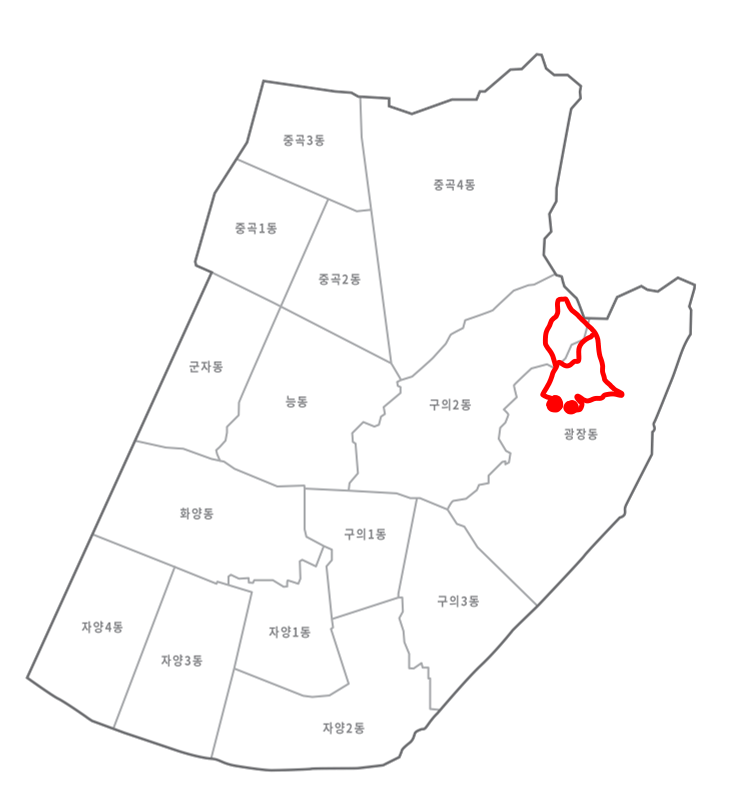 중곡3동
중곡4동
중곡1동
중곡2동
군자동
능동
구의2동
광장동
화양동
구의1동
구의3동
자양4동
자양1동
자양3동
자양2동